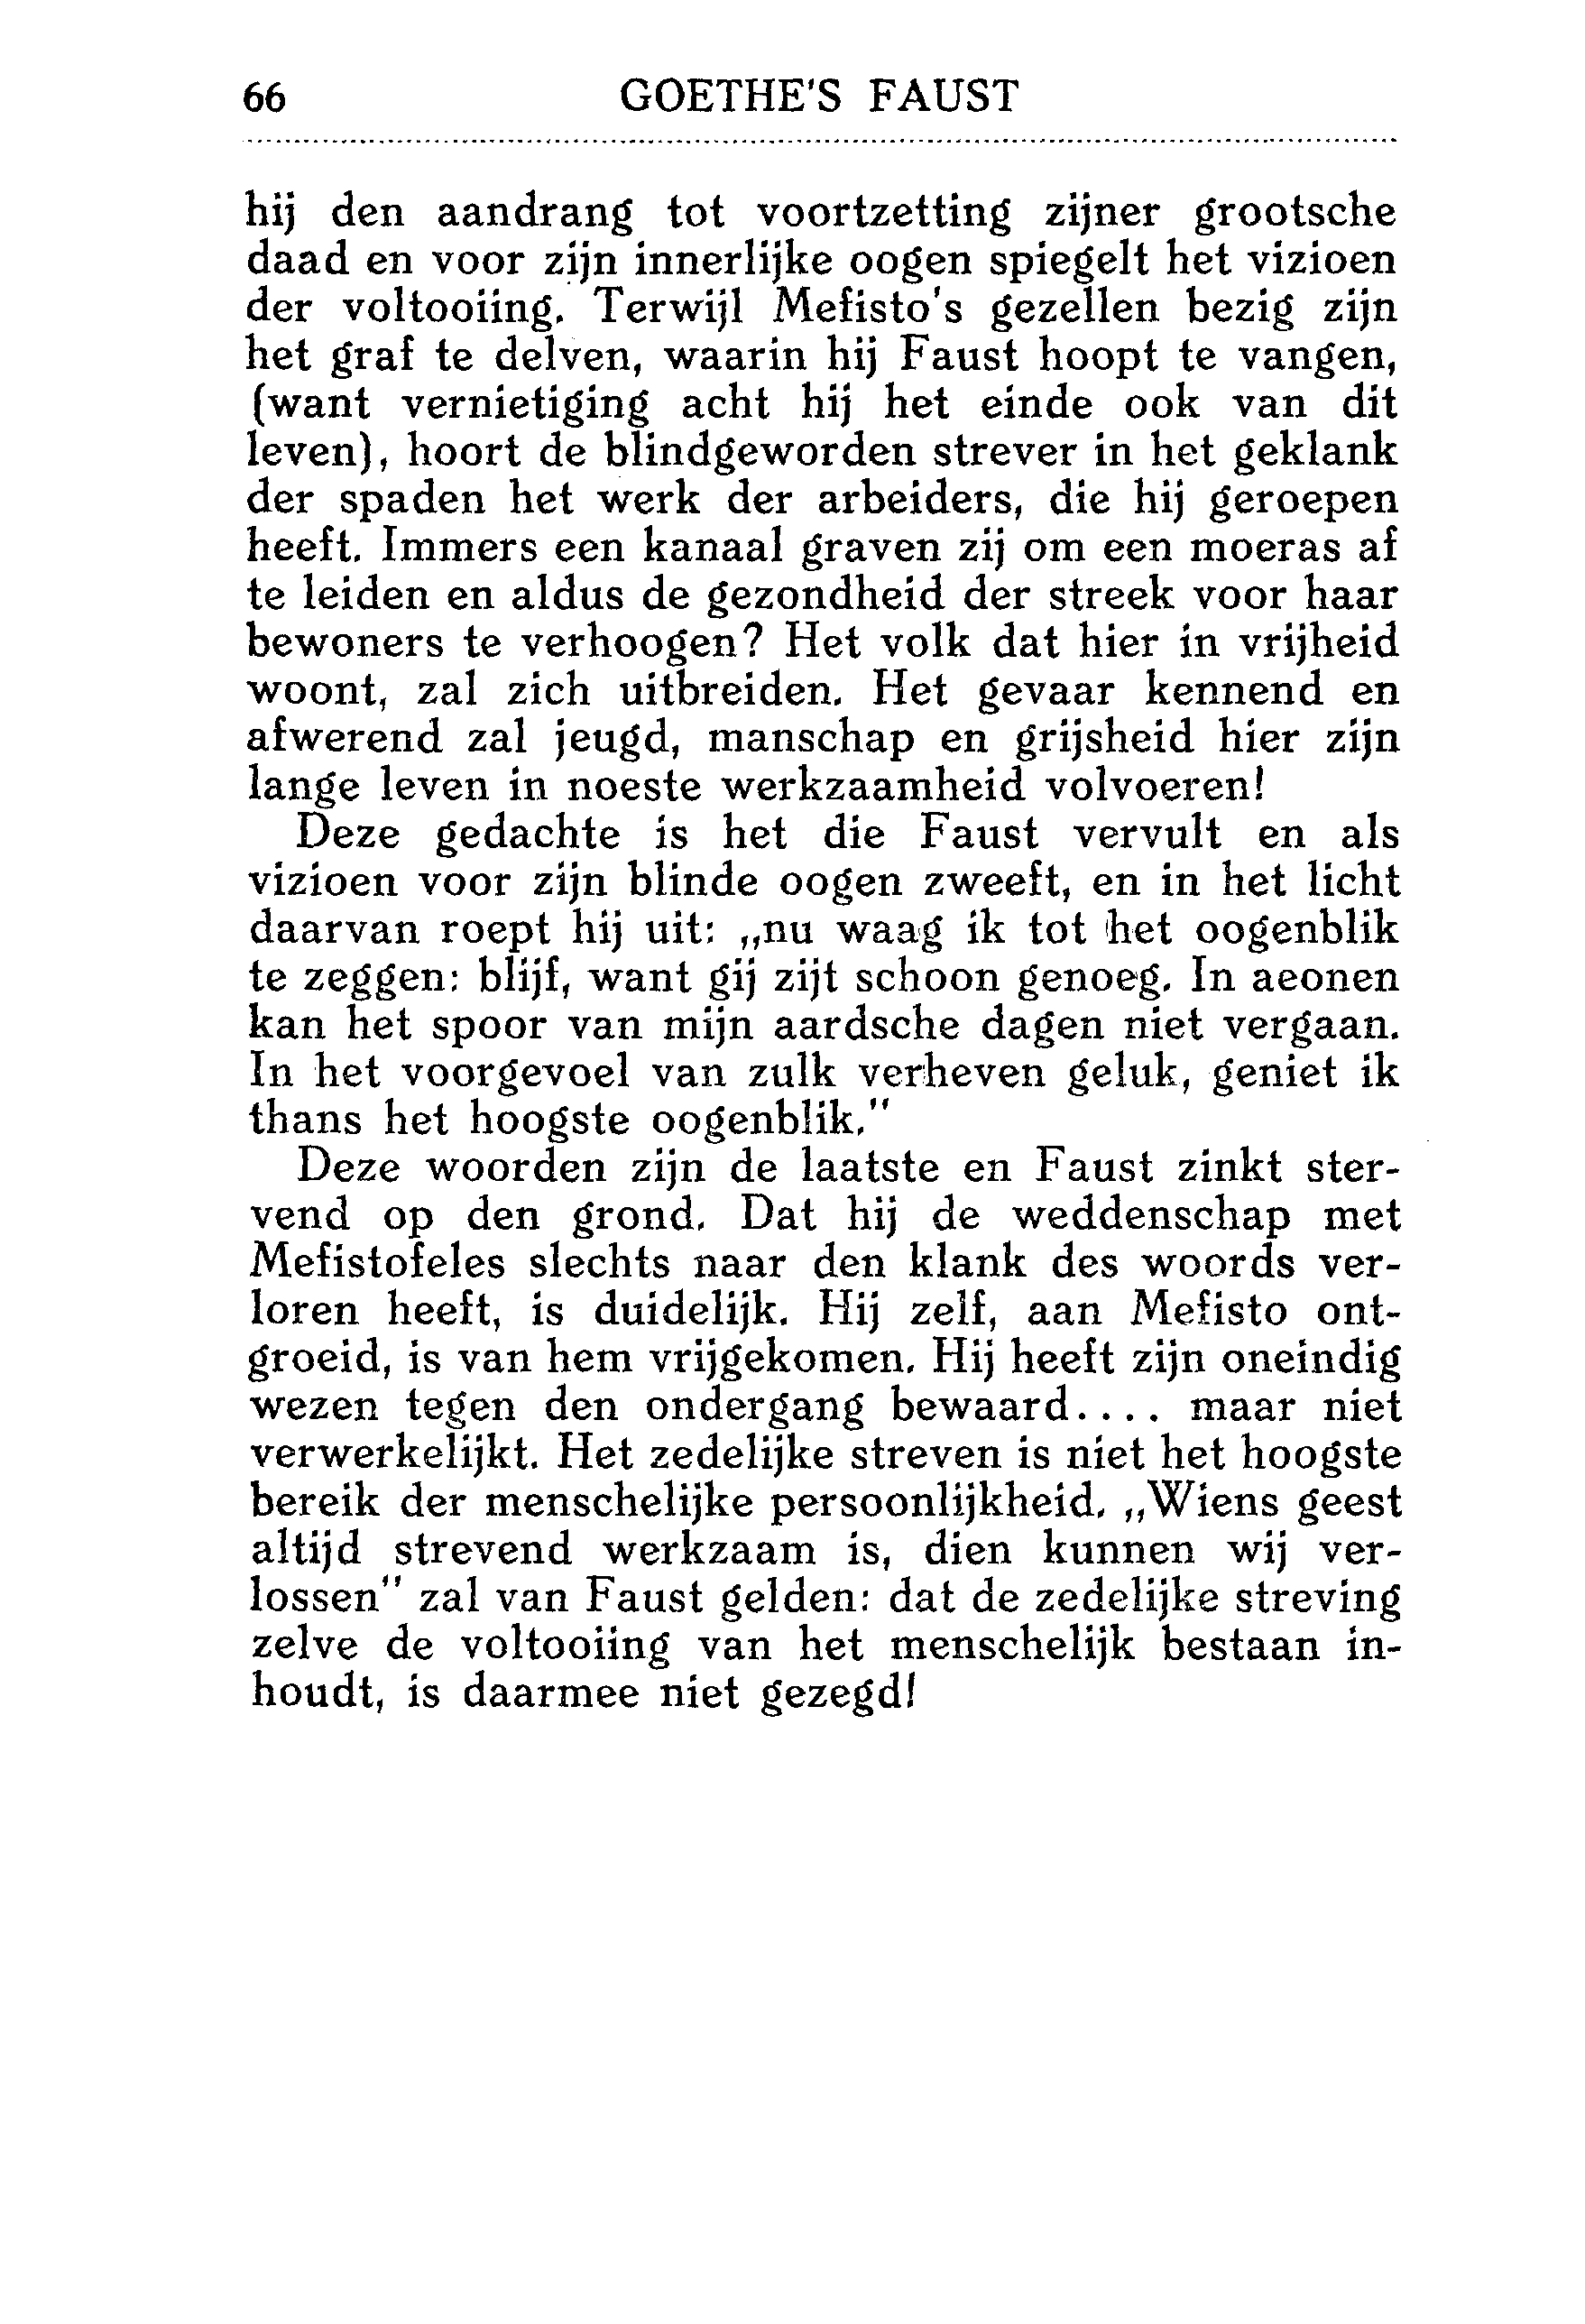 66 GOETHE'S FAUST
hij den aandrang tot voortzetting zijner grootsche
daad en voor zijn innerlijke oogen spiegelt het vizioen
der voltooiing. Terwijl Mefisto's gezellen bezig zijn
het graf te delven, waarin hij Faust hoopt te vangen,
(want vernietiging acht hij het einde ook van dit
leven), hoort de blindgeworden strever in het geklank
der spaden het werk der arbeiders, die hij geroepen
heeft. Immers een kanaal graven zij om een moeras af
te leiden en aldus de gezondheid der streek voor haar
bewoners te verhoogen? Het volk dat hier in vrijheid
woont, zal zich uitbreiden. Het gevaar kennend en
afwerend zal jeugd, manschap en grijsheid hier zijn
lange leven in noeste werkzaamheid volvoeren!
Deze gedachte is het die Faust vervult en als
vizioen voor zijn blinde oogen zweeft, en in het licht
daarvan roept hij uit: „nu waag ik tot het oogenblik
te zeggen: blijf, want gij zijt schoon genoeg. In aeonen
kan het spoor van mijn aardsche dagen niet vergaan.
In het voorgevoel van zulk verheven geluk, geniet ik
thans het hoogste oogenblik."
Deze woorden zijn de laatste en Faust zinkt ster-
vend op den grond. Dat hij de weddenschap met
Mefistofeles slechts naar den klank des woords ver-
loren heeft, is duidelijk. Hij zelf, aan Mefisto ont-
groeid, is van hem vrijgekomen. Hij heeft zijn oneindig
wezen tegen den ondergang bewaard.... maar niet
verwerkelijkt. Het zedelijke streven is niet het hoogste
bereik der menschelijke persoonlijkheid. „Wiens geest
altijd strevend werkzaam is, dien kunnen wij ver-
lossen" zal van Faust gelden: dat de zedelijke streving
zelve de voltooiing van het menschelijk bestaan in-
houdt, is daarmee niet gezegd!